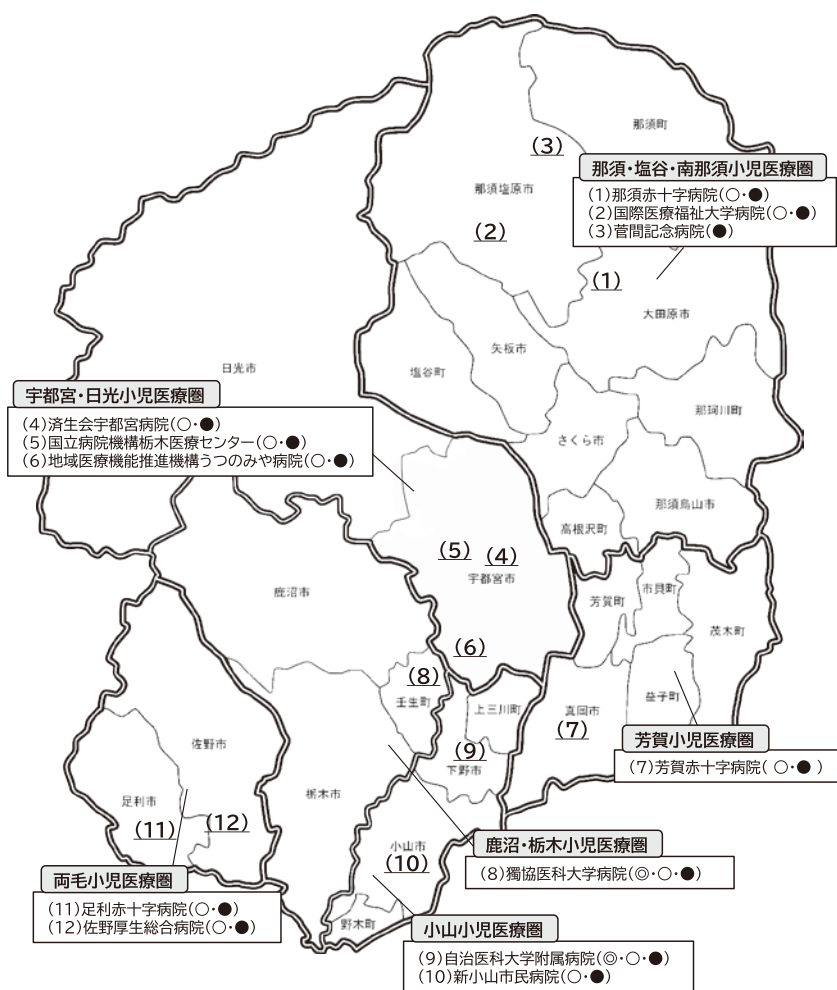 那須町
(3)
那須・塩谷・南那須小児医療圏
(1)那須赤十字病院(○・●)
(2)国際医療福祉大学病院(○・●)
(3)菅間記念病院(●)
那須塩原市
(2)
(1)
大田原市
矢板市
塩谷町
日光市
宇都宮・日光小児医療圏
(4)済生会宇都宮病院(○・●)
(5)国立病院機構栃木医療センター(○・●)
(6)地域医療機能推進機構うつのみや病院(○・●)
那珂川町
さくら市
那須烏山市
高根沢町
(5)
(4)
宇都宮市
鹿沼市
芳賀町
市貝町
茂木町
(6)
(8)
壬生町
上三川町
真岡市
(7)
益子町
芳賀小児医療圏
(7)芳賀赤十字病院( ○・● )
佐野市
(9)
下野市
栃木市
足利市
(11)
(12)
小山市
(10)
鹿沼・栃木小児医療圏
(8)獨協医科大学病院(◎・○・●)
両毛小児医療圏
(11)足利赤十字病院(○・●)
(12)佐野厚生総合病院(○・●)
野木町
小山小児医療圏
(9)自治医科大学附属病院(◎・○・●)
(10)新小山市民病院(○・●)